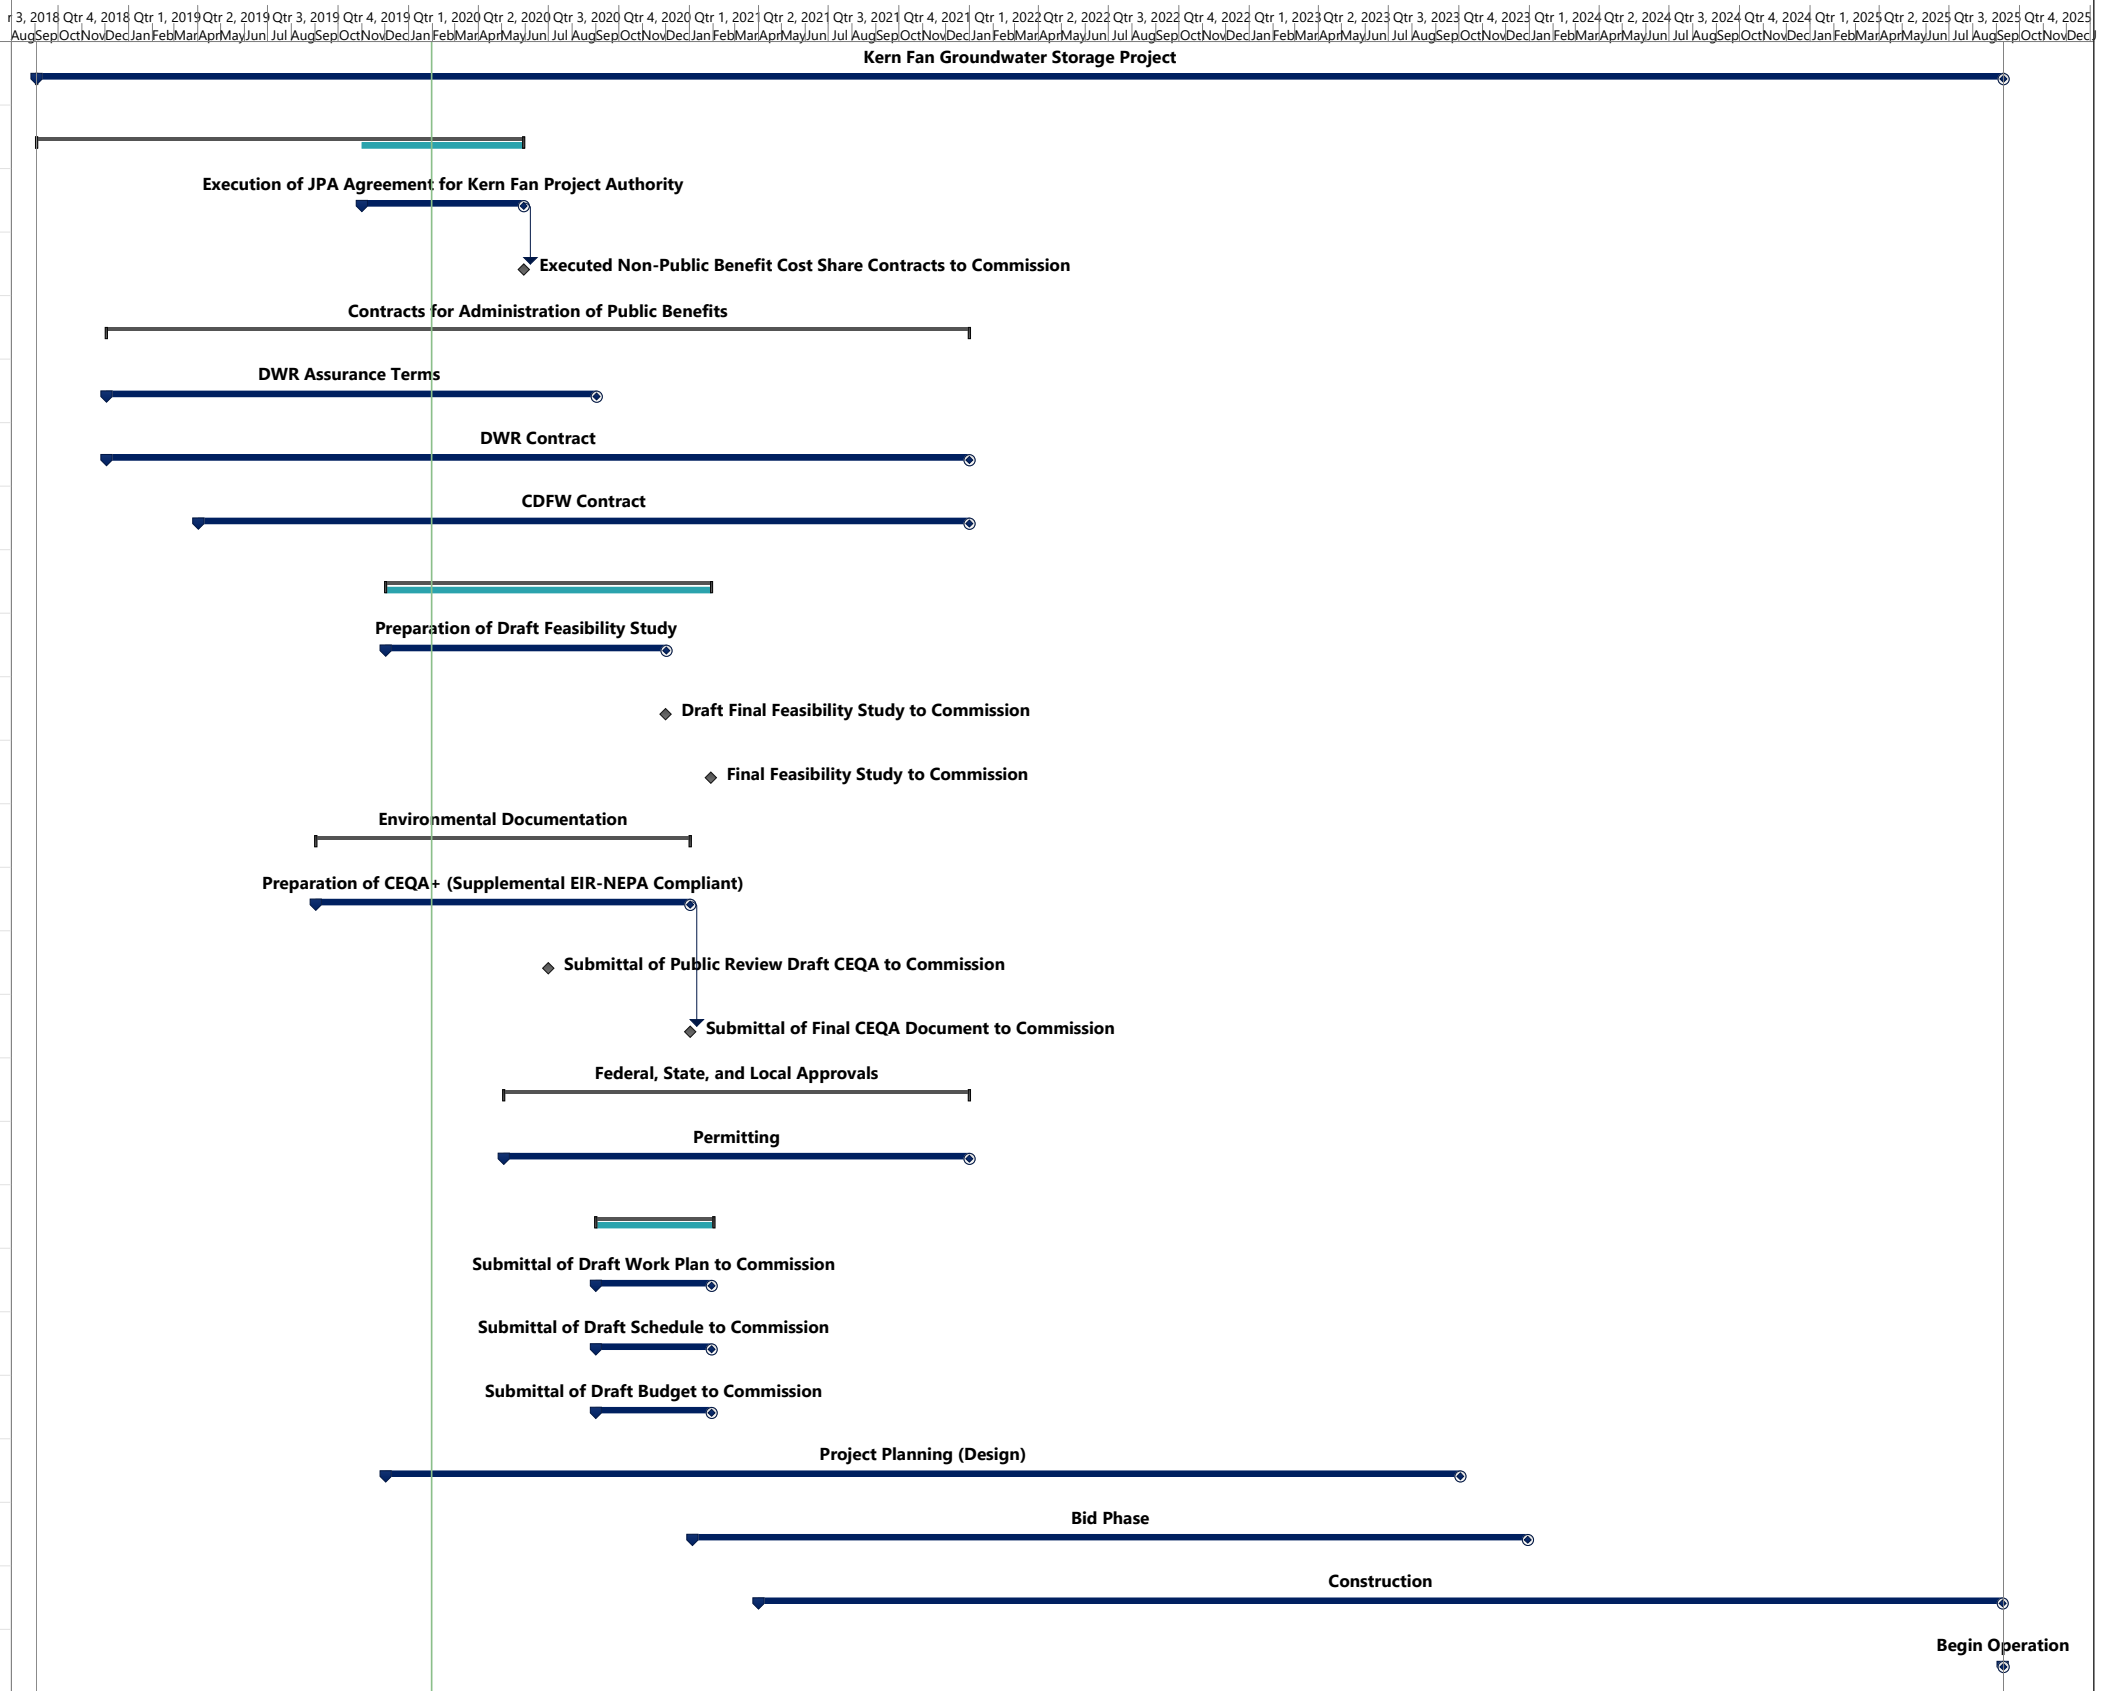 r 3, 2018 Qtr 4, 2018 Qtr 1, 2019 Qtr 2, 2019 Qtr 3, 2019 Qtr 4, 2019 Qtr 1, 2020 Qtr 2, 2020 Qtr 3, 2020 Qtr 4, 2020 Qtr 1, 2021 Qtr 2, 2021 Qtr 3, 2021 Qtr 4, 2021 Qtr 1, 2022 Qtr 2, 2022 Qtr 3, 2022 Qtr 4, 2022 Qtr 1, 2023 Qtr 2, 2023 Qtr 3, 2023 Qtr 4, 2023 Qtr 1, 2024 Qtr 2, 2024 Qtr 3, 2024 Qtr 4, 2024 Qtr 1, 2025 Qtr 2, 2025 Qtr 3, 2025 Qtr 4, 2025
Aug Sep Oct Nov Dec Jan Feb Mar Apr May Jun Jul Aug Sep Oct Nov Dec Jan Feb Mar Apr May Jun Jul Aug Sep Oct Nov Dec Jan Feb Mar Apr May Jun Jul Aug Sep Oct Nov Dec Jan Feb Mar Apr May Jun Jul Aug Sep Oct Nov Dec Jan Feb Mar Apr May Jun Jul Aug Sep Oct Nov Dec Jan Feb Mar Apr May Jun Jul Aug Sep Oct Nov Dec Jan Feb Mar Apr May Jun Jul Aug Sep Oct Nov Dec
Kern Fan Groundwater Storage Project
Execution of JPA Agreement for Kern Fan Project Authority
Executed Non-Public Benefit Cost Share Contracts to Commission
Contracts for Administration of Public Benefits
DWR Assurance Terms
DWR Contract
CDFW Contract
Preparation of Draft Feasibility Study
Draft Final Feasibility Study to Commission
Final Feasibility Study to Commission
Environmental Documentation
Preparation of CEQA+ (Supplemental EIR-NEPA Compliant)
Submittal of Public Review Draft CEQA to Commission
Submittal of Final CEQA Document to Commission
Federal, State, and Local Approvals
Permitting
Submittal of Draft Work Plan to Commission
Submittal of Draft Schedule to Commission
Submittal of Draft Budget to Commission
Project Planning (Design)
Bid Phase
Construction
Begin Operation